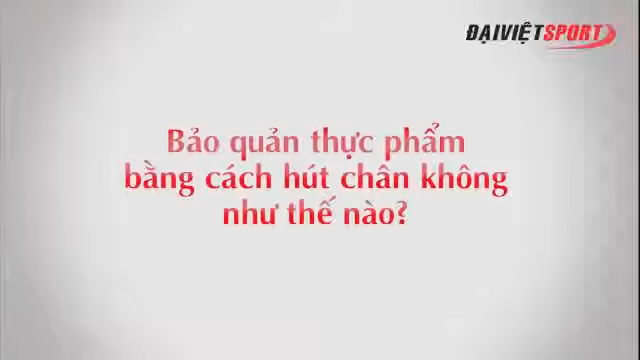 ĐẠIVIỆTSPORT
Bảo quản thực phẩm
bằng cách hút chân không
như thế nào?